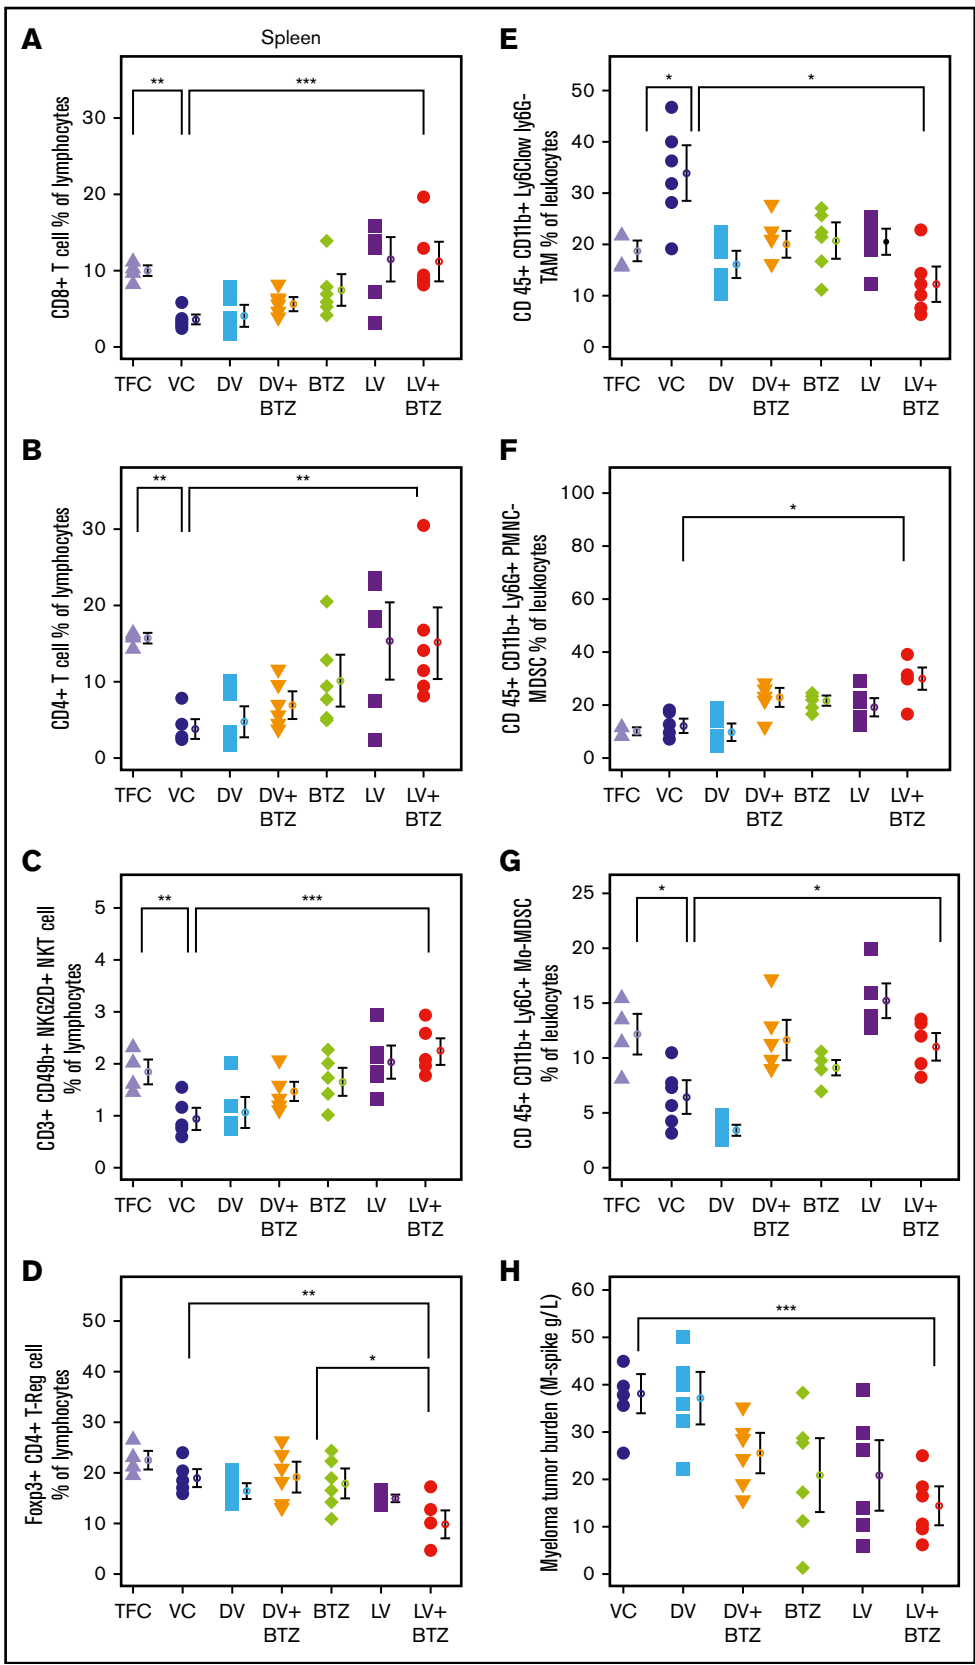 A
Spleen
CD8+ T cell % of lymphocytes
30
20
10
0
**
***
TFC VC DV DV+ BTZ LV LV+
BTZ BTZ
B
CD4+ T cell % of lymphocytes
30
20
10
0
**
**
TFC VC DV DV+ BTZ LV LV+
BTZ BTZ
C
CD3+ CD49b+ NKG2D+ NKT cell
% of lymphocytes
5
4
3
2
1
0
**
***
TFC VC DV DV+ BTZ LV LV+
BTZ BTZ
D
Foxp3+ CD4+ T-Reg cell
% of lymphocytes
50
40
30
20
10
0
**
*
TFC VC DV DV+ BTZ LV LV+
BTZ BTZ
E
CD 45+ CD11b+ Ly6Clow ly6G-
TAM % of leukocytes
50
40
30
20
10
0
*
*
TFC VC DV DV+ BTZ LV LV+
BTZ BTZ
F
CD 45+ CD11b+ Ly6G+ PMNC-
MDSC % of leukocytes
100
80
60
40
20
0
*
TFC VC DV DV+ BTZ LV LV+
BTZ BTZ
G
CD 45+ CD11b+ Ly6C+ Mo-MDSC
% of leukocytes
25
20
15
10
5
0
*
*
TFC VC DV DV+ BTZ LV LV+
BTZ BTZ
H
Myeloma tumor burden (M-spike g/L)
60
50
40
30
20
10
0
***
VC DV DV+ BTZ LV LV+
BTZ BTZ